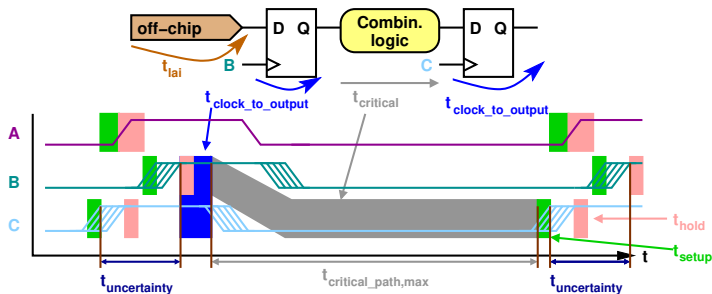 off-chip
D Q
Combin.
logic
D Q
t_lai
B
C
t_clock_to_output
t_critical
t_clock_to_output
A
B
C
t_hold
t_setup
t
t_uncertainty
t_critical_path,max
t_uncertainty